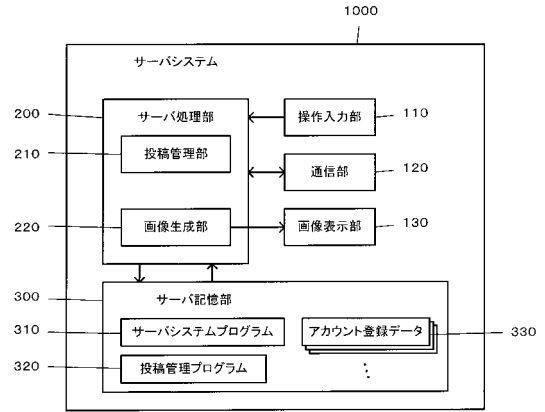 1000
サーバシステム
200
サーバ処理部
操作入力部
110
210
投稿管理部
通信部
120
220
画像生成部
画像表示部
130
300
サーバ記憶部
310
サーバシステムプログラム
アカウント登録データ
330
320
投稿管理プログラム